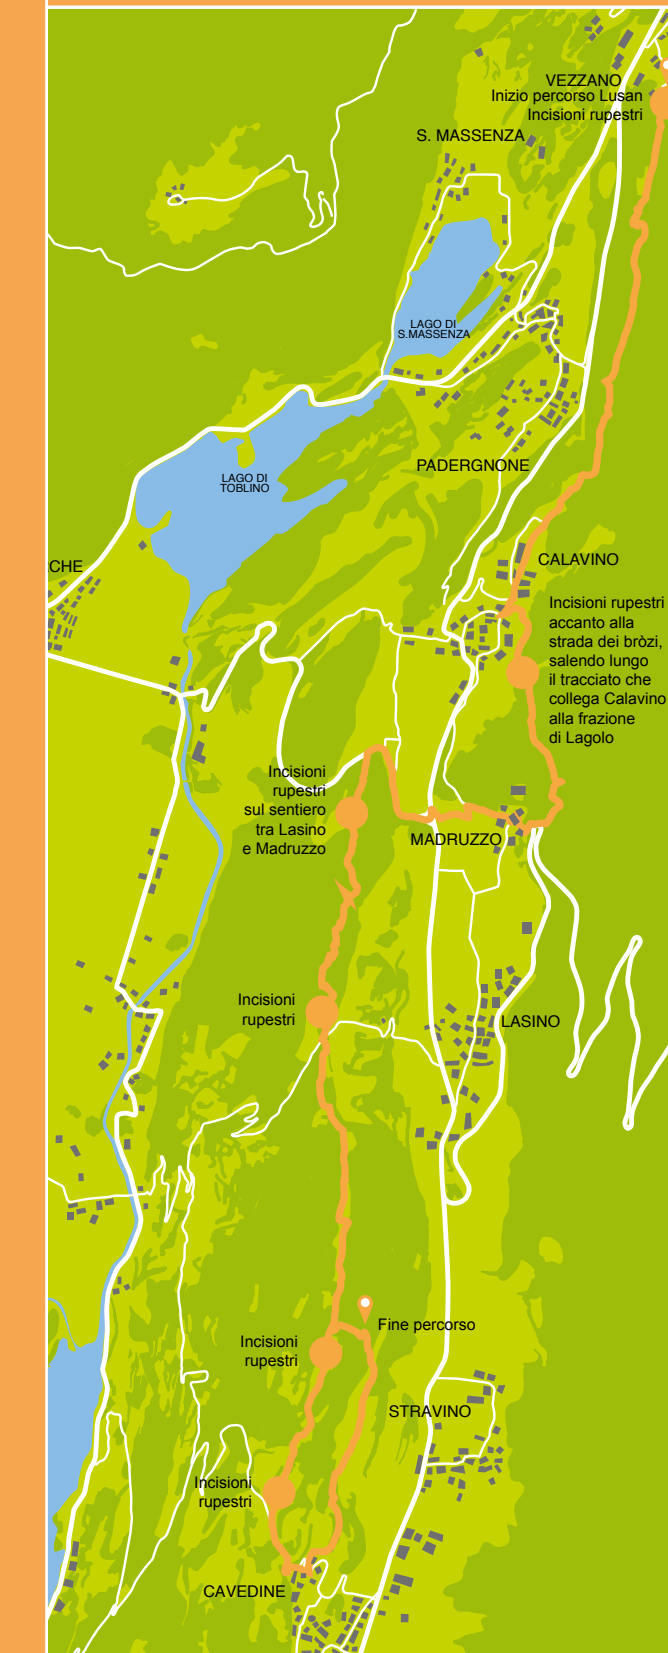 VEZZANO
Inizio percorso Lusan
Incisioni rupestri
S. MASSENZA
LAGO DI
S.MASSENZA
PADERGNONE
LAGO DI
TOBLINO
CHE
CALAVINO
Incisioni rupestri
accanto alla
strada dei bròzi,
salendo lungo
il tracciato che
collega Calavino
alla frazione
di Lagolo
Incisioni
rupestri
sul sentiero
tra Lasino
e Madruzzo
MADRUZZO
Incisioni
rupestri
LASINO
Fine percorso
Incisioni
rupestri
STRAVINO
Incisioni
rupestri
CAVEDINE